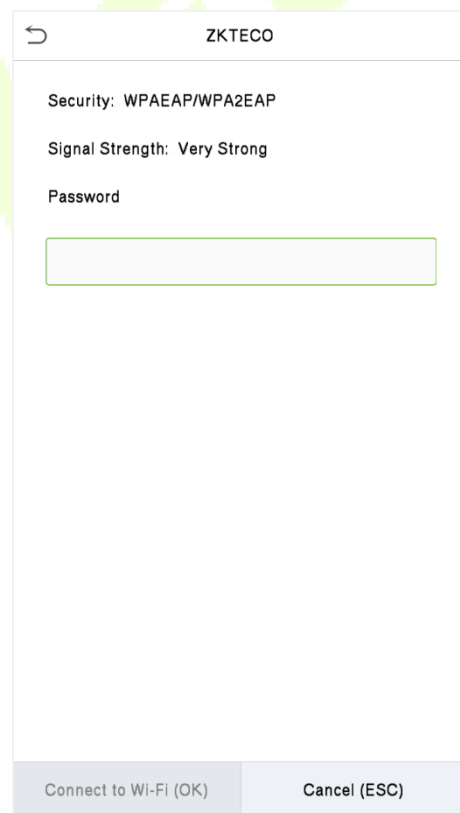 ZKTECO
Security: WPAEAP/WPA2EAP
Signal Strength: Very Strong
Password
Connect to Wi-Fi (OK) Cancel (ESC)